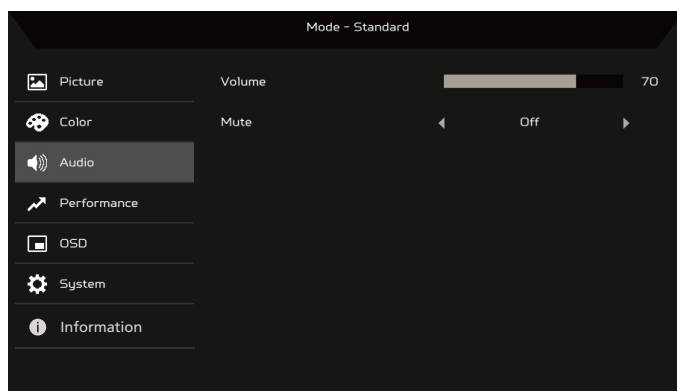 Mode - Standard
Picture
Volume
70
Color
Mute
Off
Audio
Performance
OSD
System
Information